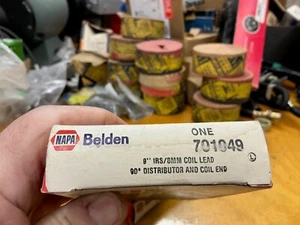 NAPA
Belden
ONE
701049
9" IRS/8MM COIL LEAD
90° DISTRIBUTOR AND COIL END